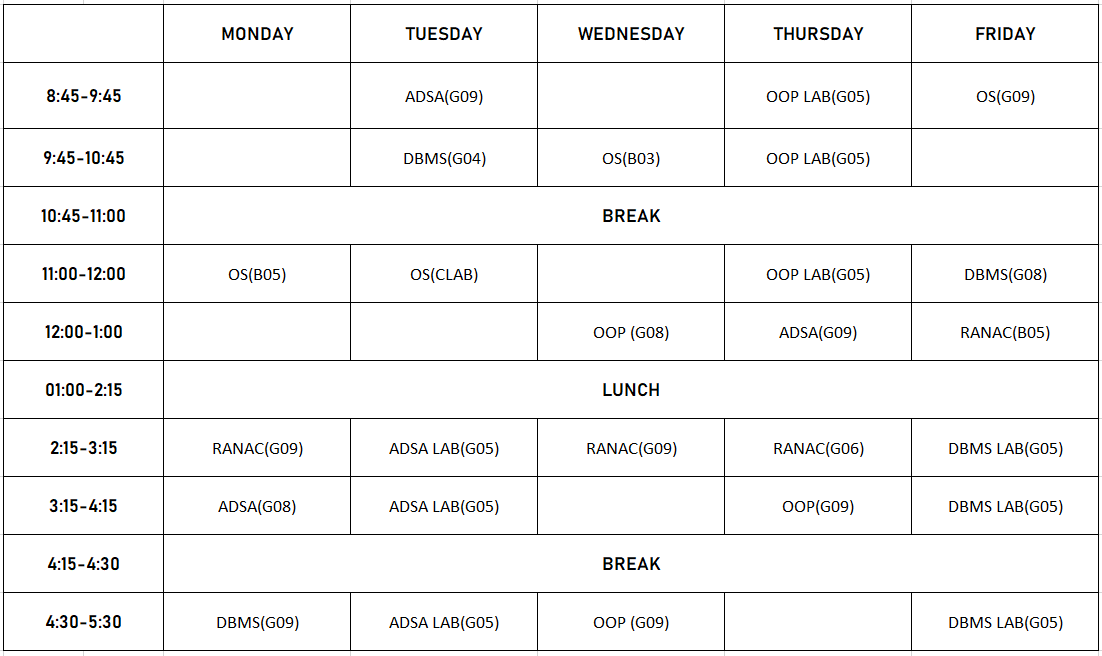 MONDAY TUESDAY WEDNESDAY THURSDAY FRIDAY
8:45-9:45 ADSA(G09) OOP LAB(G05) OS(G09)
9:45-10:45 DBMS(G04) OS(B03) OOP LAB(G05)
10:45-11:00 BREAK
11:00-12:00 OS(B05) OS(CLAB) OOP LAB(G05) DBMS(G08)
12:00-1:00 OOP (G08) ADSA(G09) RANAC(B05)
01:00-2:15 LUNCH
2:15-3:15 RANAC(G09) ADSA LAB(G05) RANAC(G09) RANAC(G06) DBMS LAB(G05)
3:15-4:15 ADSA(G08) ADSA LAB(G05) OOP(G09) DBMS LAB(G05)
4:15-4:30 BREAK
4:30-5:30 DBMS(G09) ADSA LAB(G05) OOP (G09) DBMS LAB(G05)